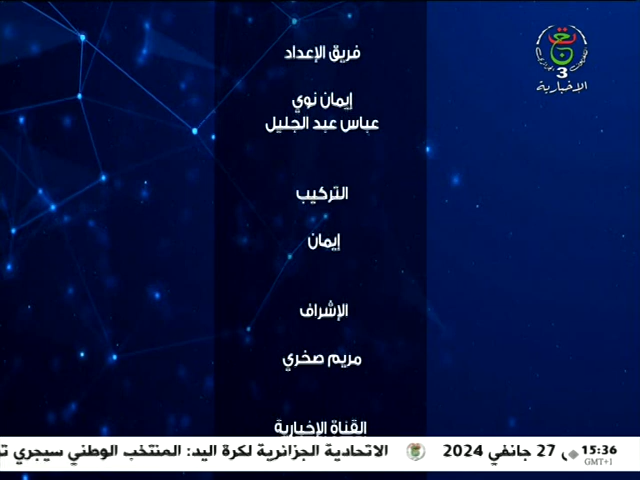 3
الإخبارية
فريق الإعداد
إيمان نوي
عباس عبد الجليل
التركيب
إيمان
الإشراف
مريم صخري
القناة الإخبارية
27 جانفي 2024
الاتحادية الجزائرية لكرة اليد: المنتخب الوطني سيجري
15:36
GMT+1